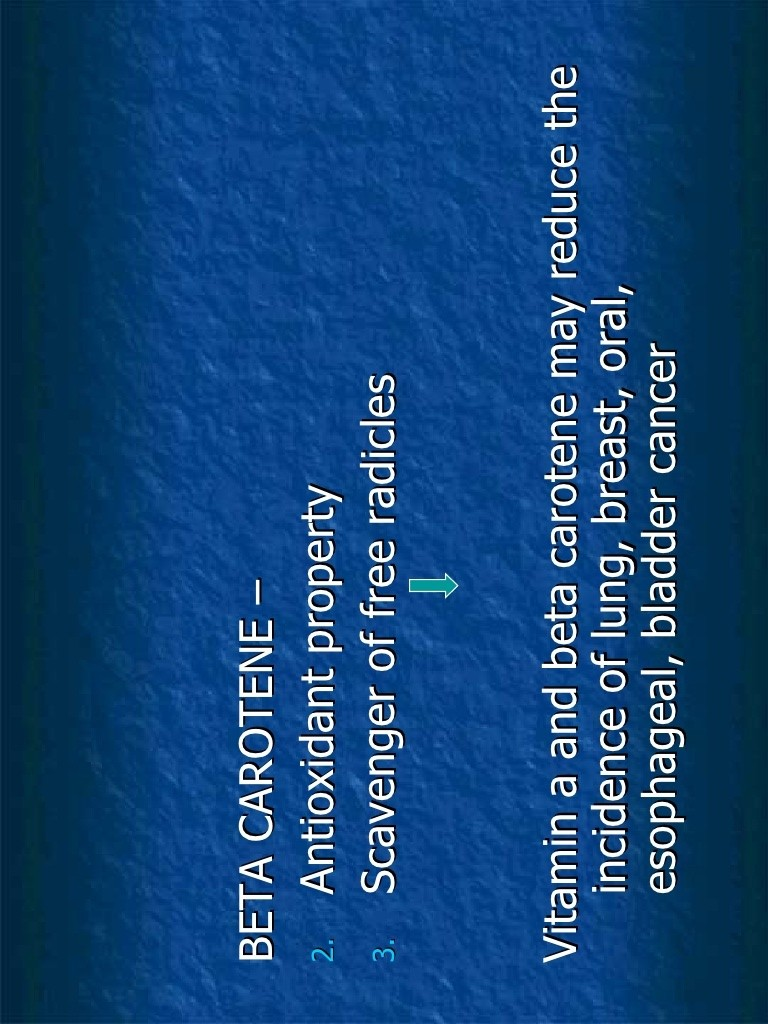 BETA CAROTENE –
2. Antioxidant property
3. Scavenger of free radicles
Vitamin a and beta carotene may reduce the
incidence of lung, breast, oral,
esophageal, bladder cancer